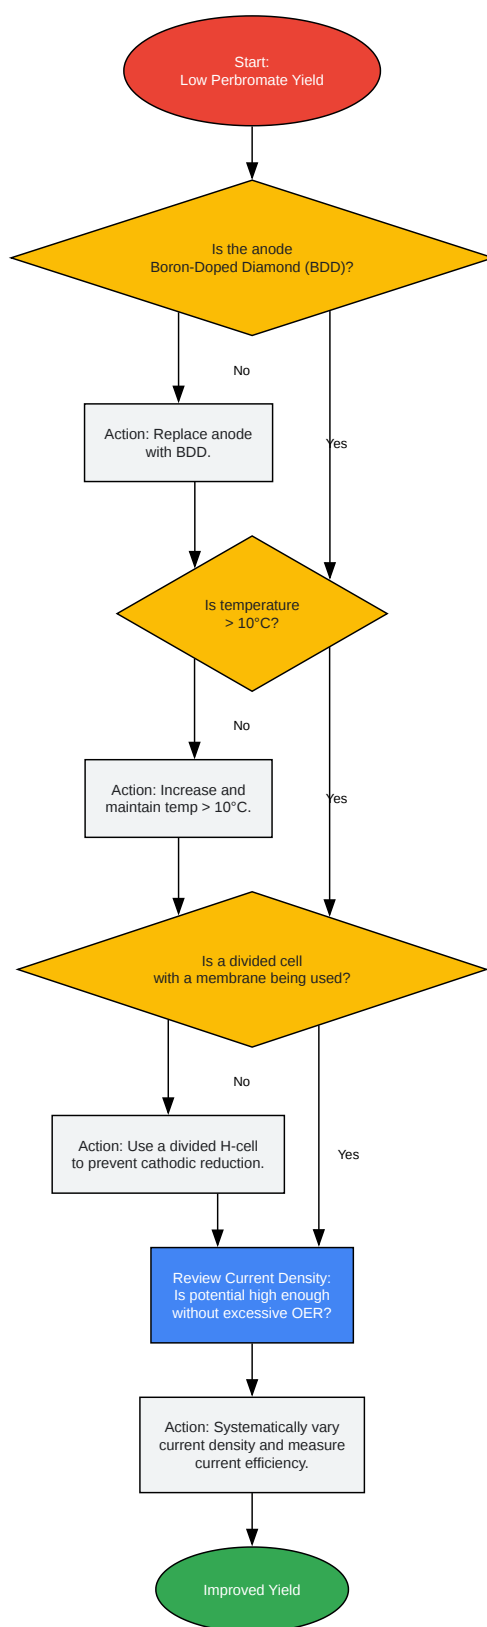 Start:
Low Perbromate Yield
Is the anode
Boron-Doped Diamond (BDD)?
No
Action: Replace anode
with BDD.
Yes
Is temperature
> 10°C?
No
Action: Increase and
maintain temp > 10°C.
Yes
Is a divided cell
with a membrane being used?
No
Action: Use a divided H-cell
to prevent cathodic reduction.
Yes
Review Current Density:
Is potential high enough
without excessive OER?
Action: Systematically vary
current density and measure
current efficiency.
Improved Yield